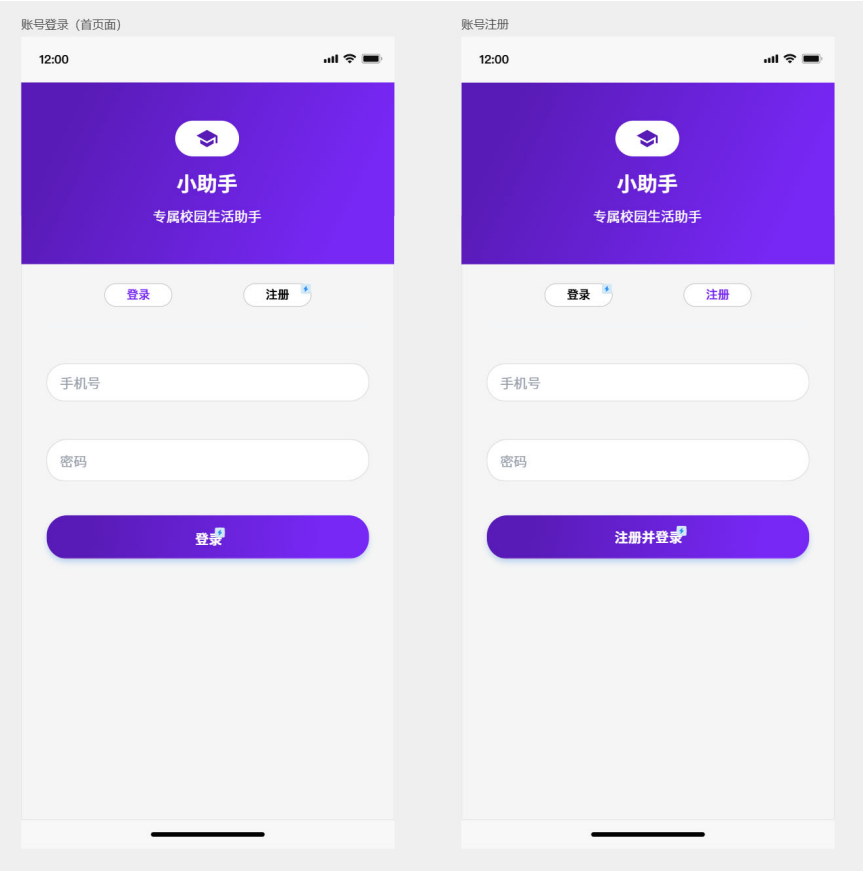 账号登录（首页面）
12:00
小助手
专属校园生活助手
登录
注册
手机号
密码
登录
账号注册
12:00
小助手
专属校园生活助手
登录
注册
手机号
密码
注册并登录